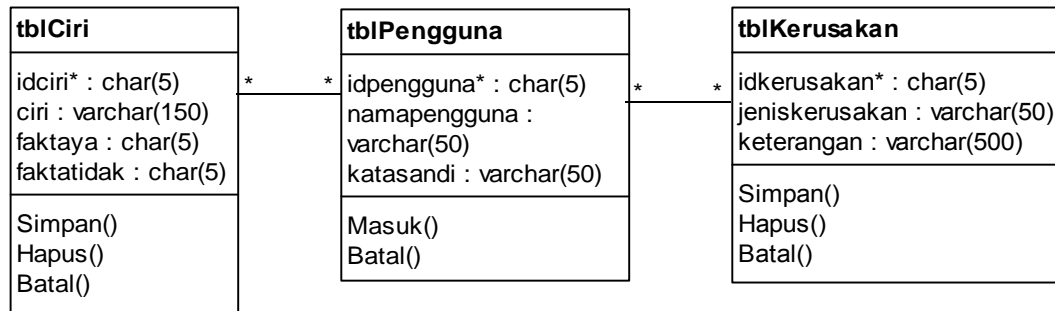 tblCiri
idciri* : char(5)
ciri : varchar(150)
faktaya : char(5)
faktatidak : char(5)
Simpan()
Hapus()
Batal()
*
*
tblPengguna
idpengguna* : char(5)
namapengguna :
varchar(50)
katasandi : varchar(50)
Masuk()
Batal()
*
*
tblKerusakan
idkerusakan* : char(5)
jeniskerusakan : varchar(50)
keterangan : varchar(500)
Simpan()
Hapus()
Batal()